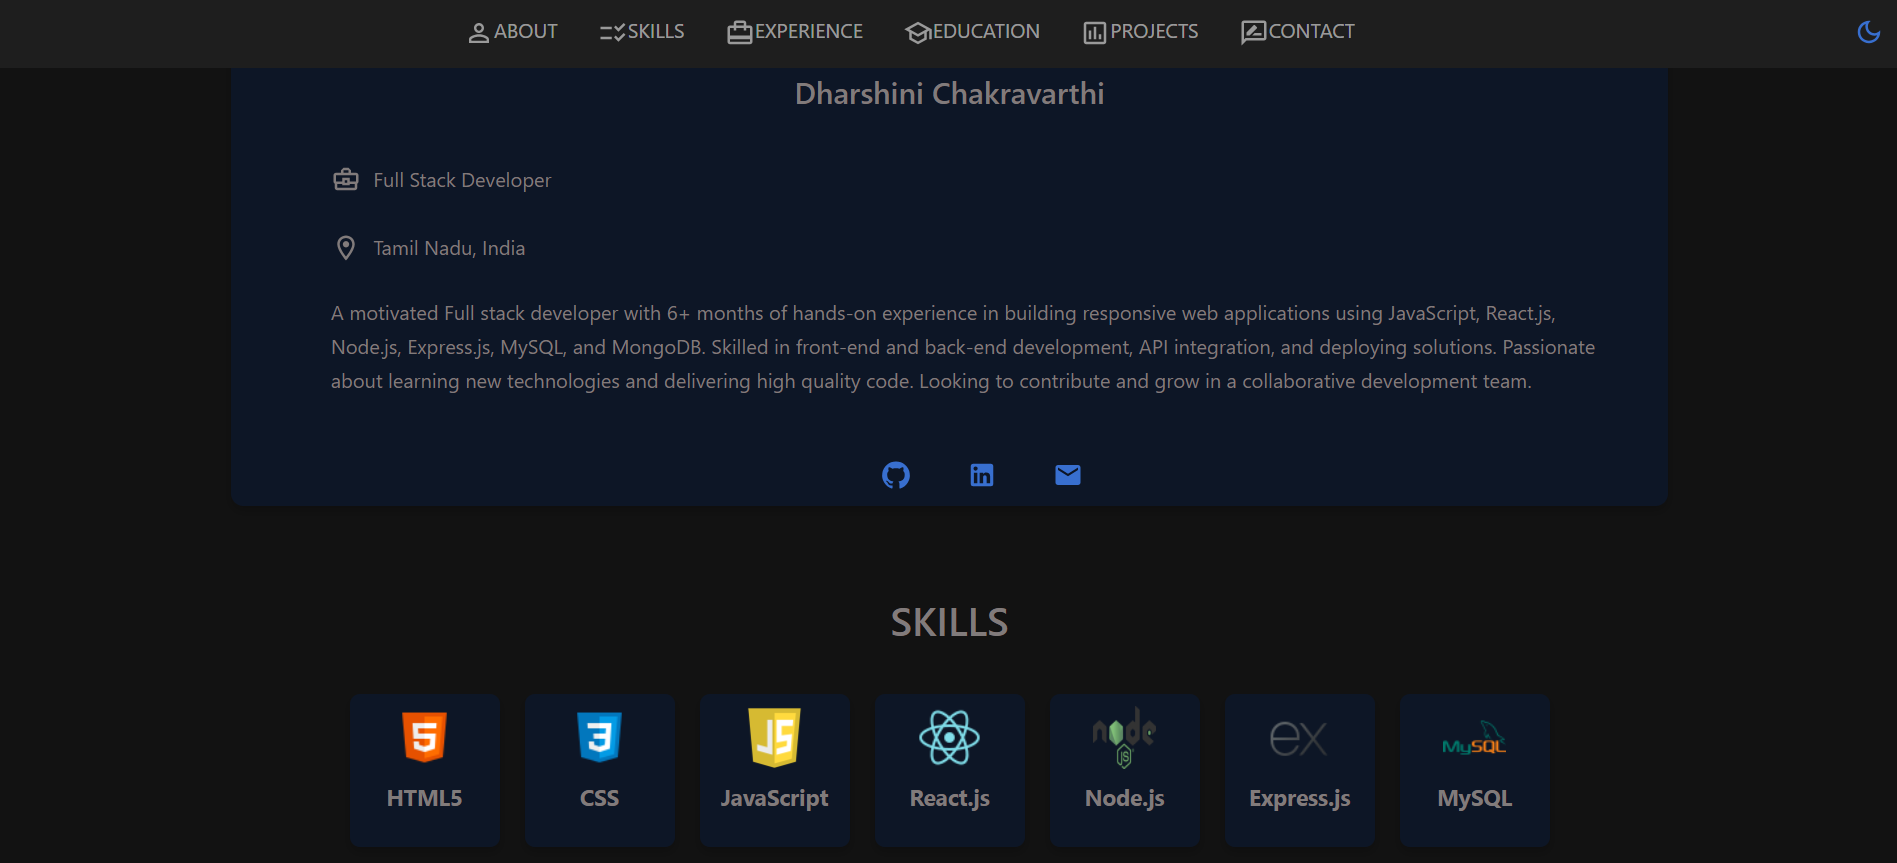 ABOUT SKILLS EXPERIENCE EDUCATION PROJECTS CONTACT
Dharshini Chakravarthi
Full Stack Developer
Tamil Nadu, India
A motivated Full stack developer with 6+ months of hands-on experience in building responsive web applications using JavaScript, React.js,
Node.js, Express.js, MySQL, and MongoDB. Skilled in front-end and back-end development, API integration, and deploying solutions. Passionate
about learning new technologies and delivering high quality code. Looking to contribute and grow in a collaborative development team.
in
SKILLS
5 3 JS node JS ex MySQL
HTML5 CSS JavaScript React.js Node.js Express.js MySQL